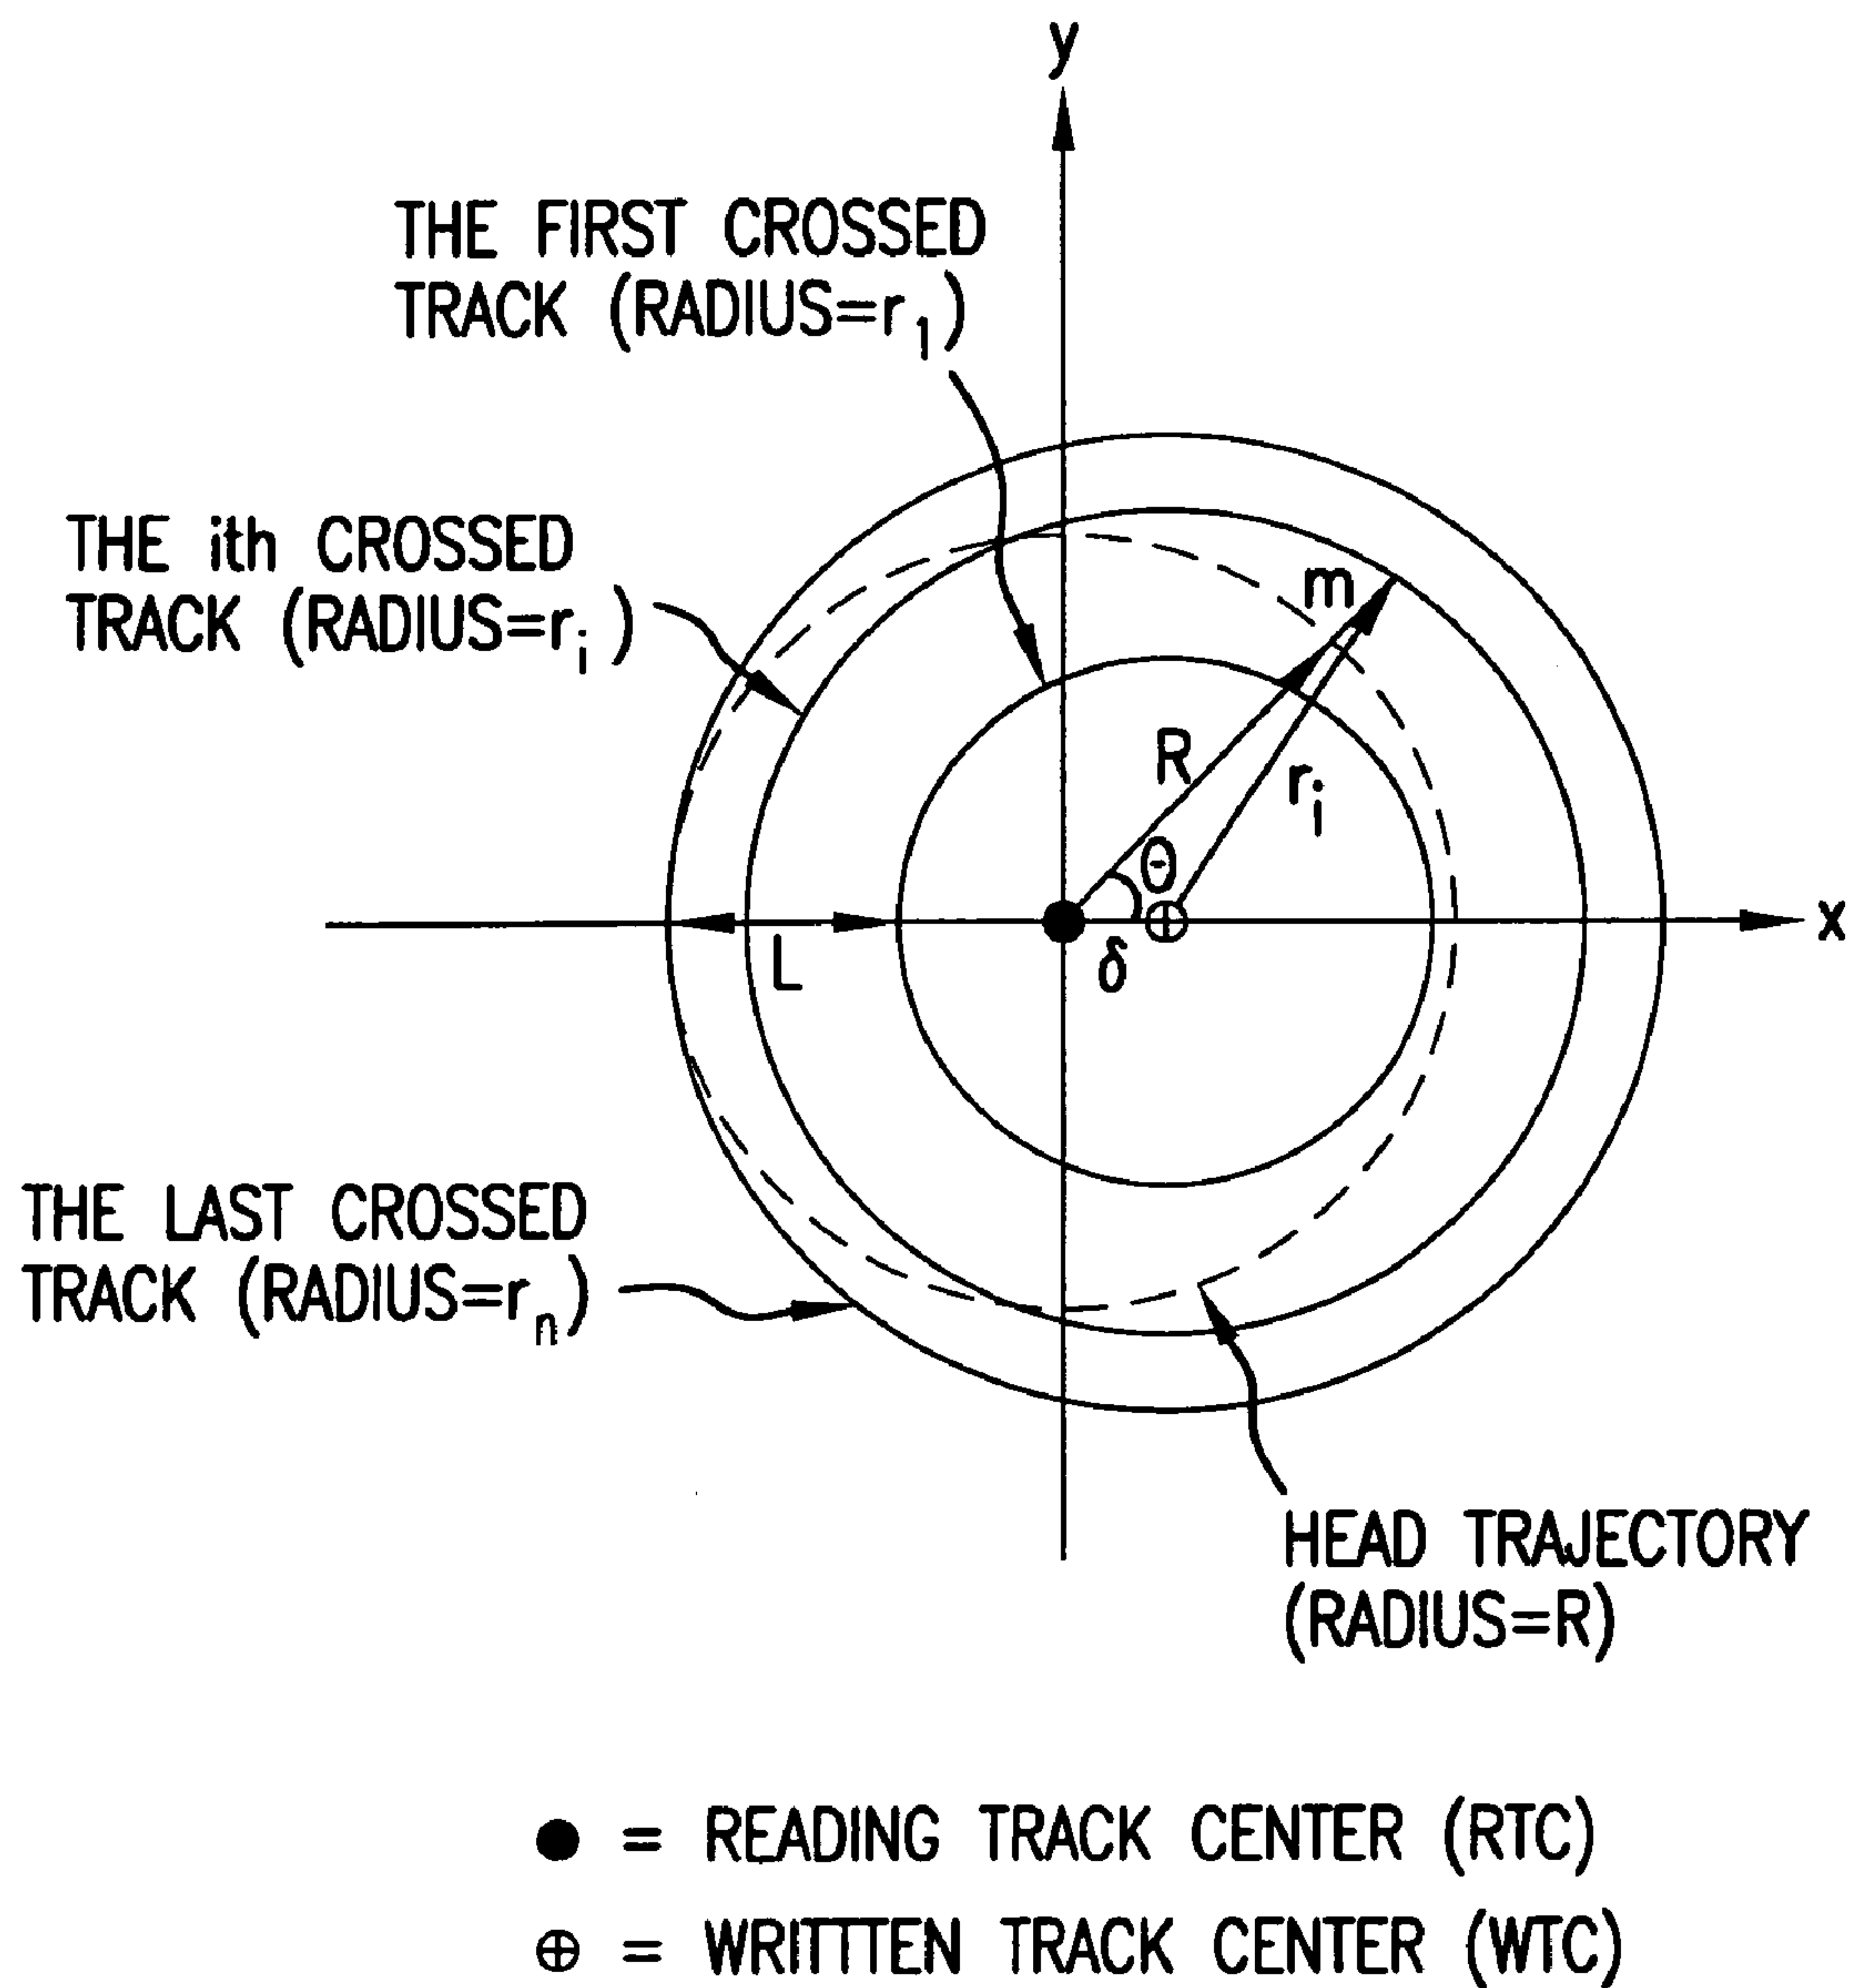 y
THE FIRST CROSSED
TRACK (RADIUS=r₁)
THE ith CROSSED
TRACK (RADIUS=rᵢ)
m
R
rᵢ
Θ
x
L
δ
THE LAST CROSSED
TRACK (RADIUS=rₙ)
HEAD TRAJECTORY
(RADIUS=R)
● = READING TRACK CENTER (RTC)
⊕ = WRITTTEN TRACK CENTER (WTC)